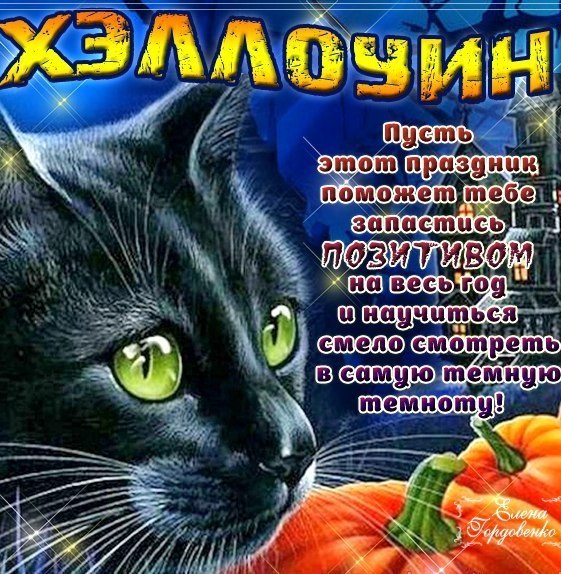 ХЭЛЛОУИН
Пусть
этот праздник
поможет тебе
запастись
ПОЗИТИВОМ
на весь год
и научиться
смело смотреть
в самую темную
темноту!
Елена
Гордовенко